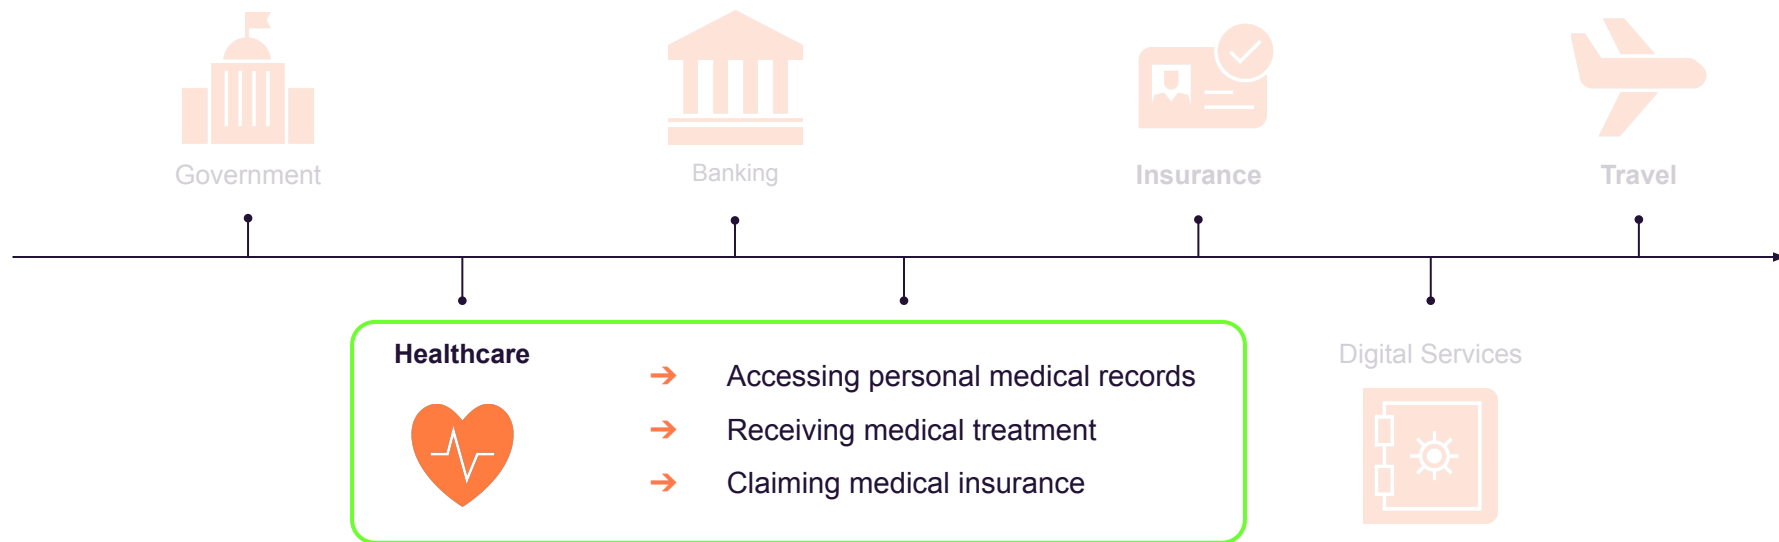 Government
Banking
Insurance
Travel
Healthcare
➔ Accessing personal medical records
➔ Receiving medical treatment
➔ Claiming medical insurance
Digital Services